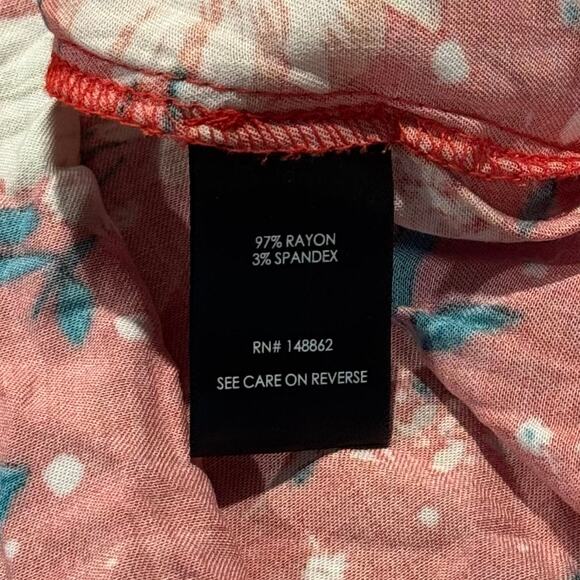 97% RAYON
3% SPANDEX
RN# 148862
SEE CARE ON REVERSE